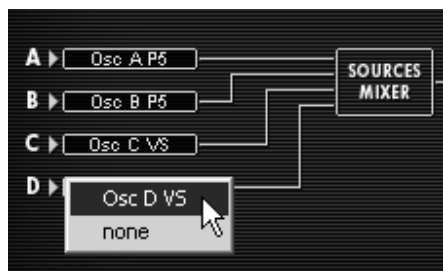 A Osc A P5
B Osc B P5
C Osc C VS
D
Osc D VS
none
SOURCES
MIXER